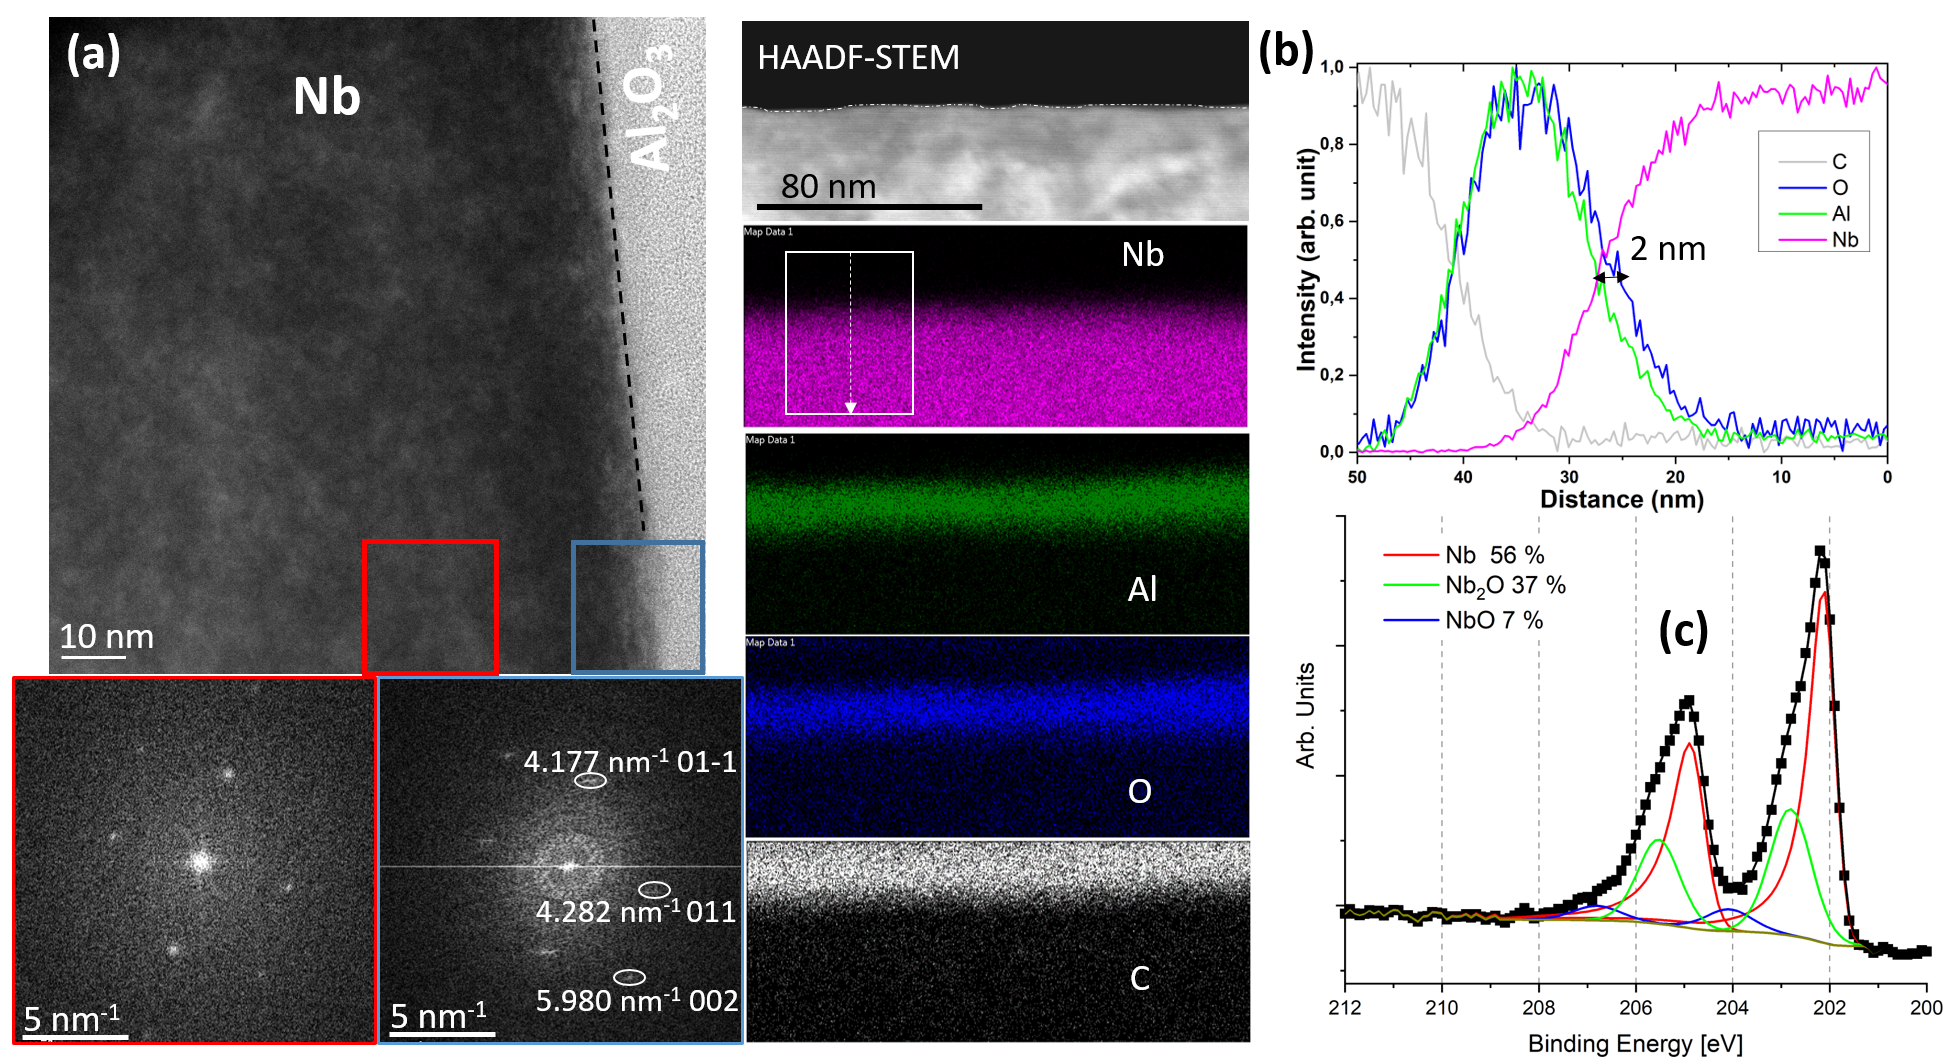 (a)
Nb
Al2O3
10 nm
5 nm-1
4.177 nm-1 01-1
4.282 nm-1 011
5.980 nm-1 002
5 nm-1
HAADF-STEM
80 nm
Map Data 1
Nb
Map Data 1
Al
Map Data 1
O
C
(b)
1,0
0,8
0,6
0,4
0,2
0,0
Intensity (arb. unit)
C
O
Al
Nb
2 nm
50 40 30 20 10 0
Distance (nm)
Nb 56 %
Nb2O 37 %
NbO 7 %
(c)
Arb. Units
212 210 208 206 204 202 200
Binding Energy [eV]